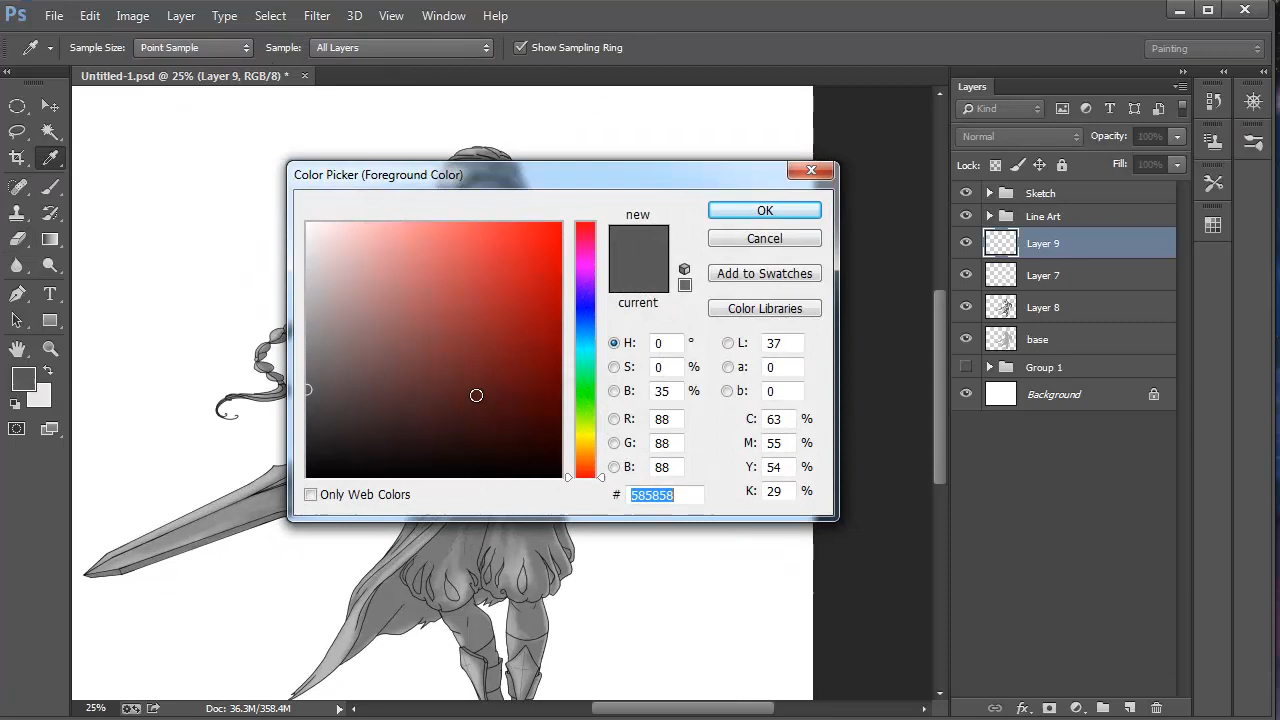 Ps File Edit Image Layer Type Select Filter 3D View Window Help
Sample Size: Point Sample Sample: All Layers Show Sampling Ring Painting
Untitled-1.psd @ 25% (Layer 9, RGB/8) *
Layers
Kind
Normal Opacity: 100%
Lock: Fill: 100%
Sketch
Line Art
Layer 9
Layer 7
Layer 8
base
Group 1
Background
Color Picker (Foreground Color)
new
current
OK
Cancel
Add to Swatches
Color Libraries
H: 0 ° L: 37
S: 0 % a: 0
B: 35 % b: 0
R: 88 C: 63 %
G: 88 M: 55 %
B: 88 Y: 54 %
# 585858 K: 29 %
Only Web Colors
25% Doc: 36.3M/358.4M